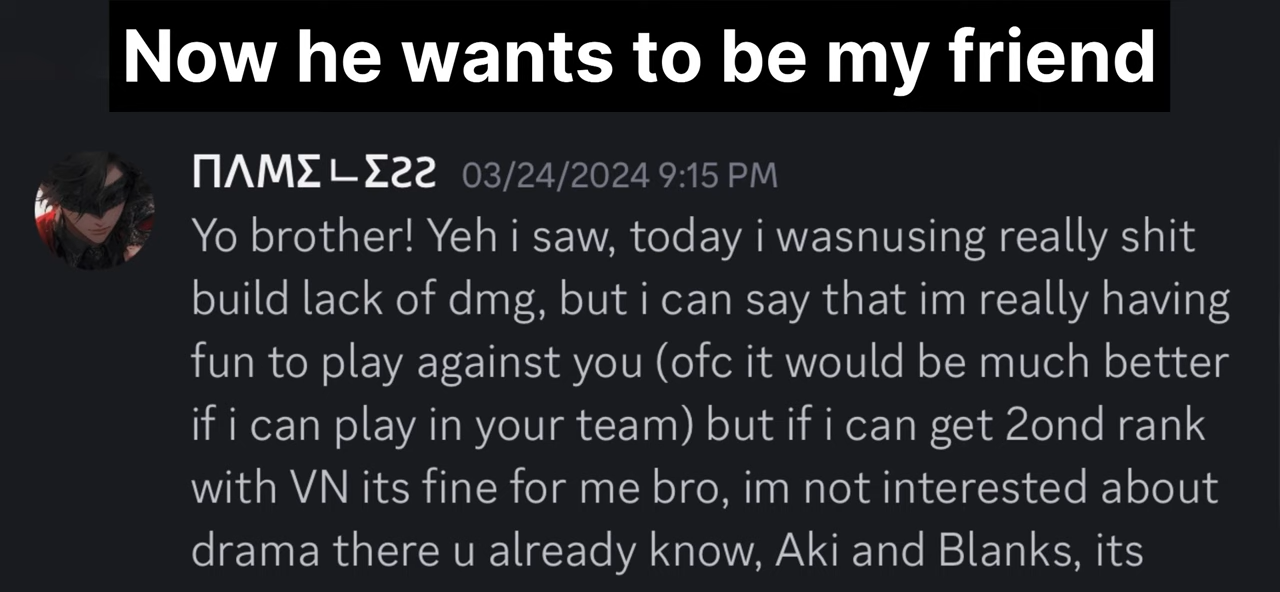 Now he wants to be my friend
ПΛMΣㄴΣƧƧ 03/24/2024 9:15 PM
Yo brother! Yeh i saw, today i wasnusing really shit
build lack of dmg, but i can say that im really having
fun to play against you (ofc it would be much better
if i can play in your team) but if i can get 2ond rank
with VN its fine for me bro, im not interested about
drama there u already know, Aki and Blanks, its